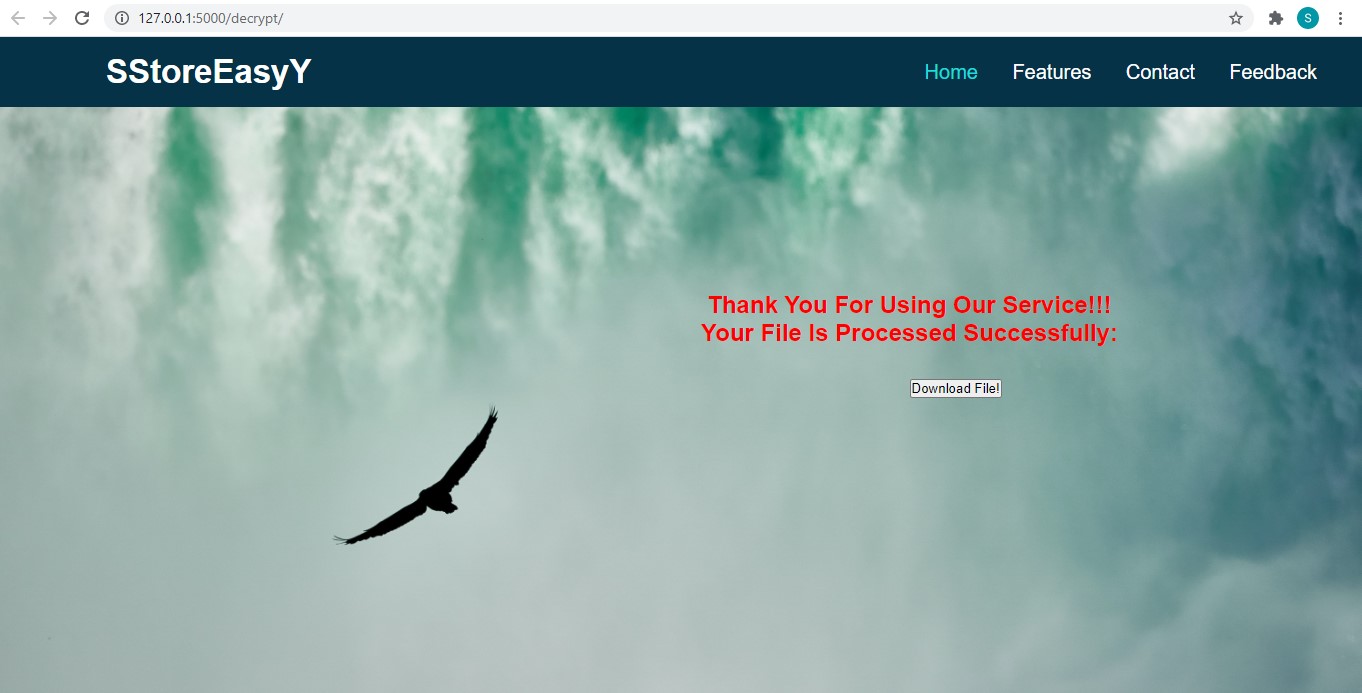 127.0.0.1:5000/decrypt/
S
SStoreEasyY
Home Features Contact Feedback
Thank You For Using Our Service!!!
Your File Is Processed Successfully:
Download File!